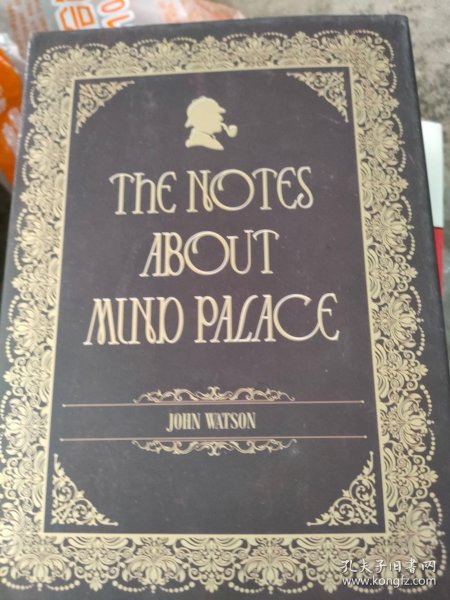 THE NOTES
ABOUT
MIND PALACE
JOHN WATSON
孔夫子旧书网
www.kongfz.com